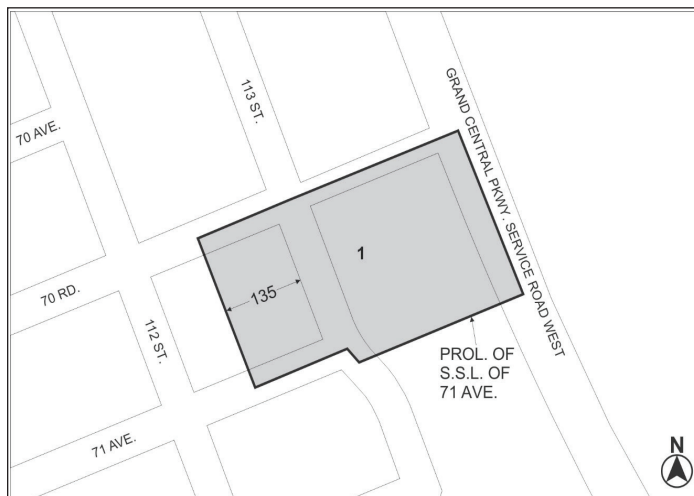 GRAND CENTRAL PKWY. SERVICE ROAD WEST
113 ST.
70 AVE.
1
135
70 RD.
112 ST.
PROL. OF
S.S.L. OF
71 AVE.
71 AVE.
N